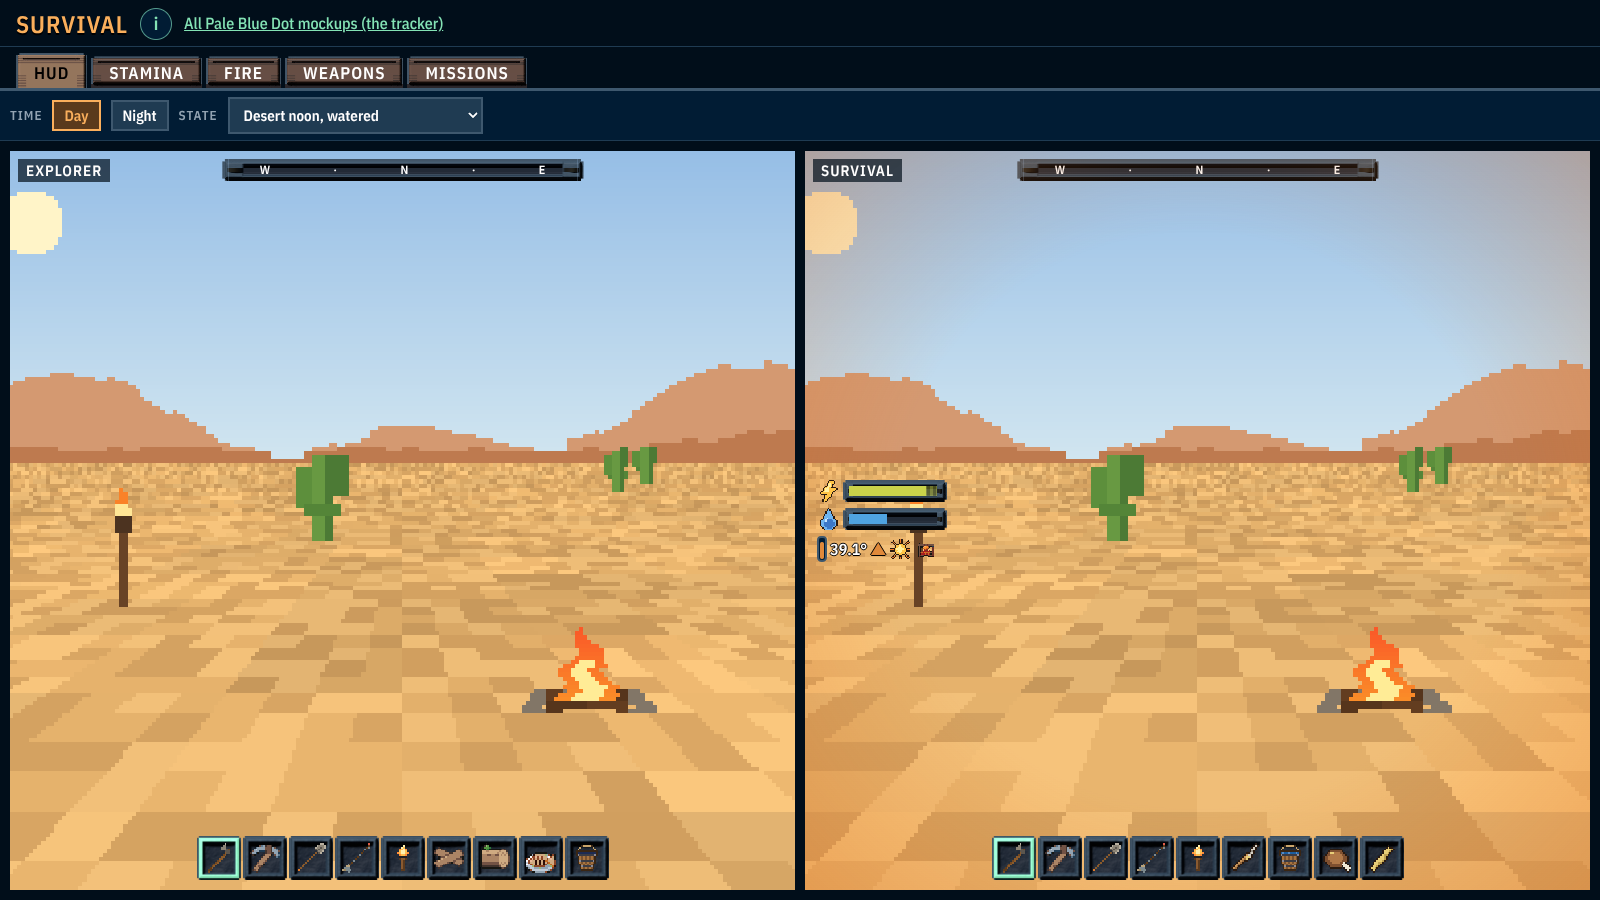 SURVIVAL i All Pale Blue Dot mockups (the tracker)
HUD STAMINA FIRE WEAPONS MISSIONS
TIME Day Night STATE Desert noon, watered
EXPLORER W · N · E
SURVIVAL W · N · E
39.1°